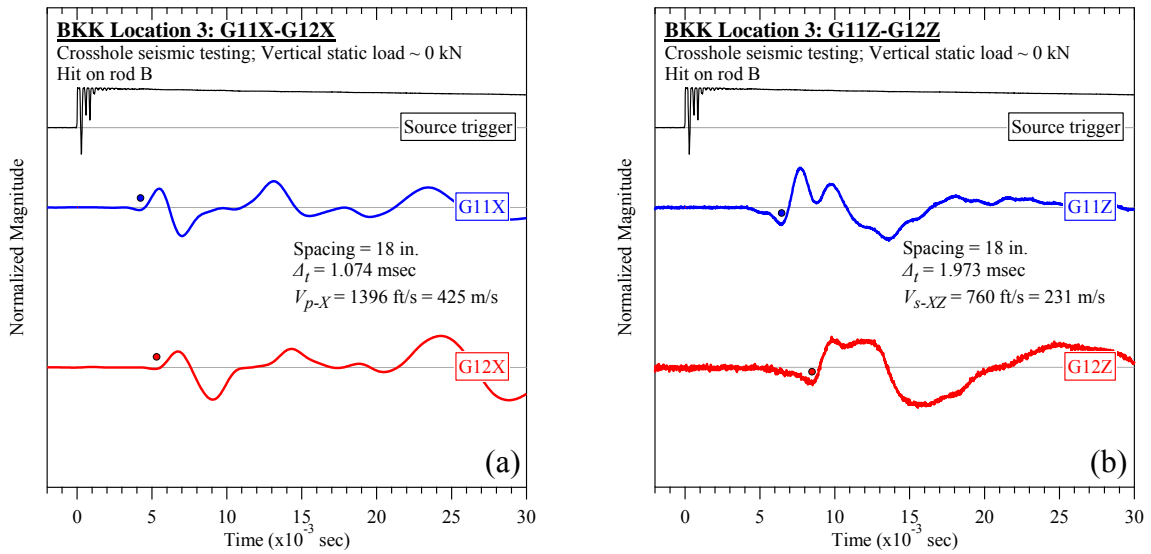 BKK Location 3: G11X-G12X
Crosshole seismic testing; Vertical static load ~ 0 kN
Hit on rod B
Source trigger
G11X
Spacing = 18 in.
Δt = 1.074 msec
Vp-X = 1396 ft/s = 425 m/s
G12X
(a)
Normalized Magnitude
0 5 10 15 20 25 30
Time (x10-3 sec)
BKK Location 3: G11Z-G12Z
Crosshole seismic testing; Vertical static load ~ 0 kN
Hit on rod B
Source trigger
G11Z
Spacing = 18 in.
Δt = 1.973 msec
Vs-XZ = 760 ft/s = 231 m/s
G12Z
(b)
Normalized Magnitude
0 5 10 15 20 25 30
Time (x10-3 sec)